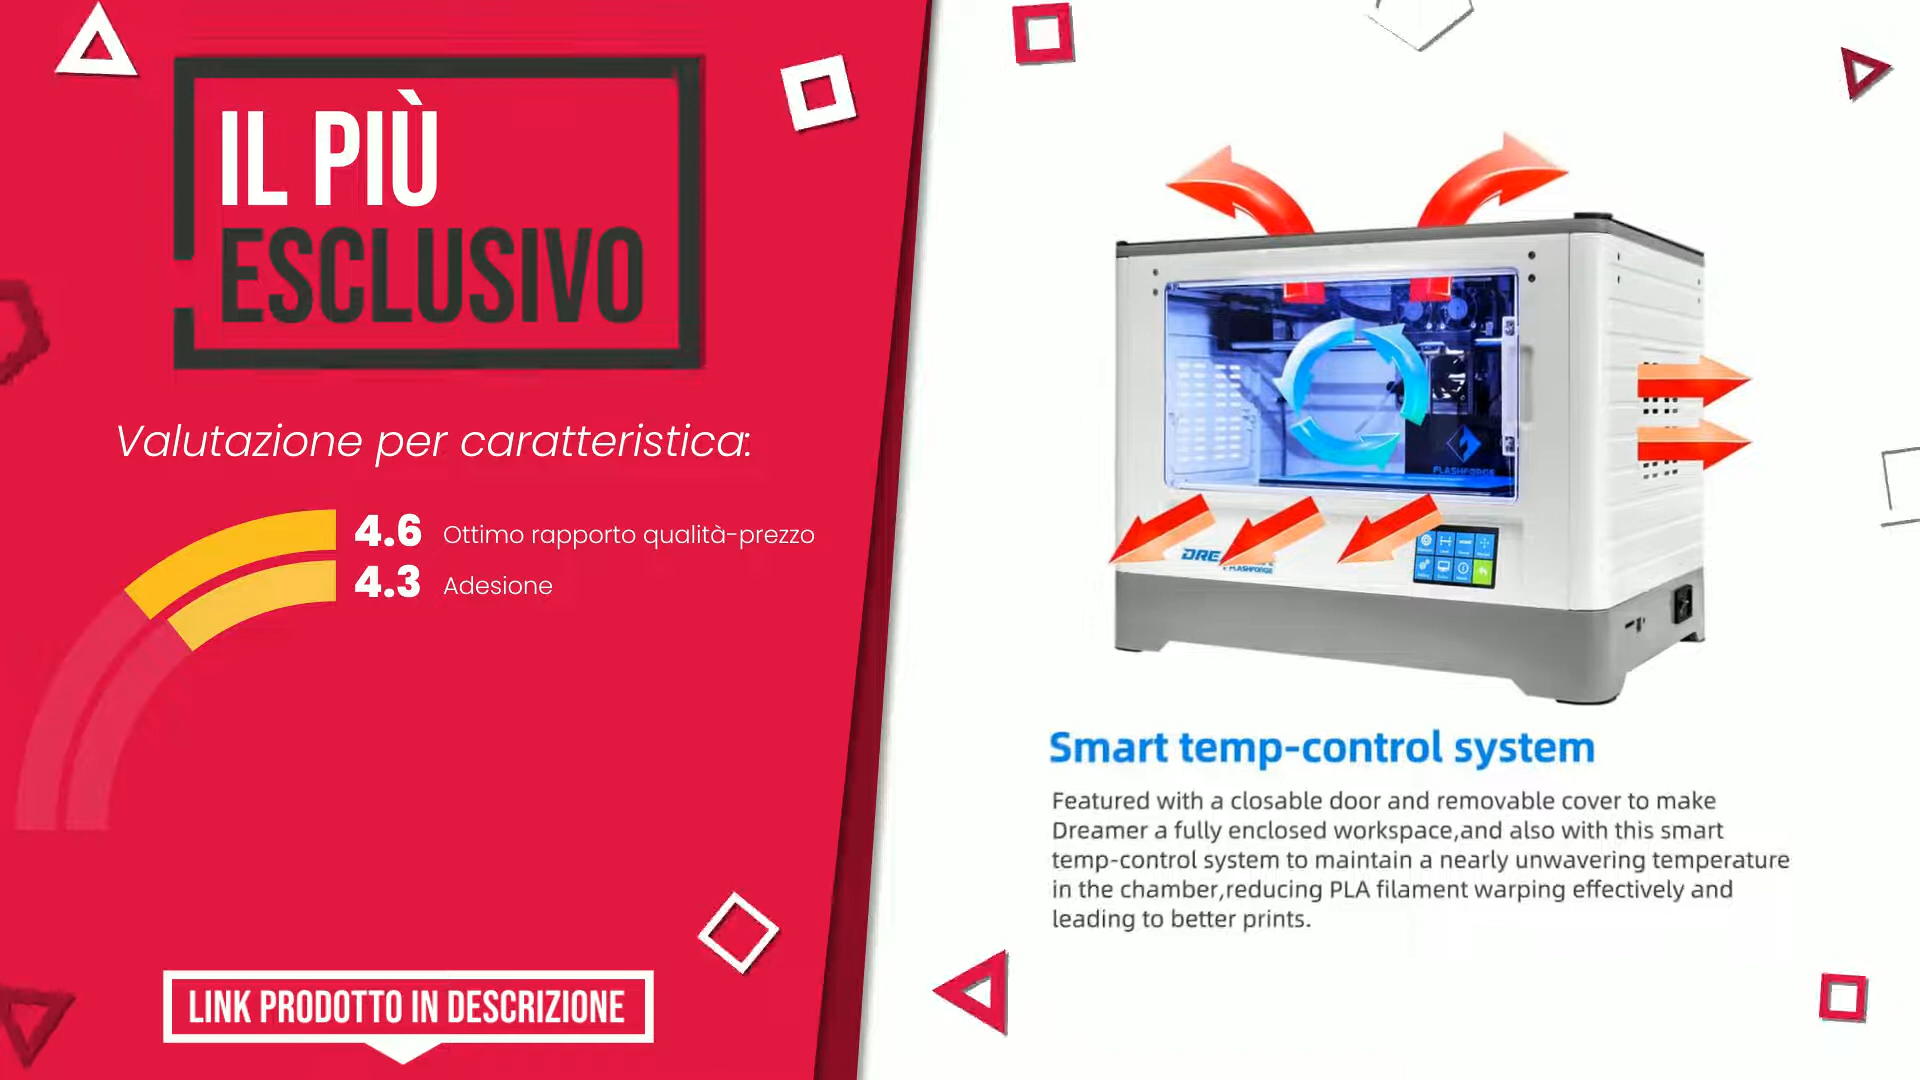 IL PIÙ
ESCLUSIVO
Valutazione per caratteristica:
4.6 Ottimo rapporto qualità-prezzo
4.3 Adesione
LINK PRODOTTO IN DESCRIZIONE
FLASHFORGE
FLASHFORGE
Smart temp-control system
Featured with a closable door and removable cover to make
Dreamer a fully enclosed workspace,and also with this smart
temp-control system to maintain a nearly unwavering temperature
in the chamber,reducing PLA filament warping effectively and
leading to better prints.